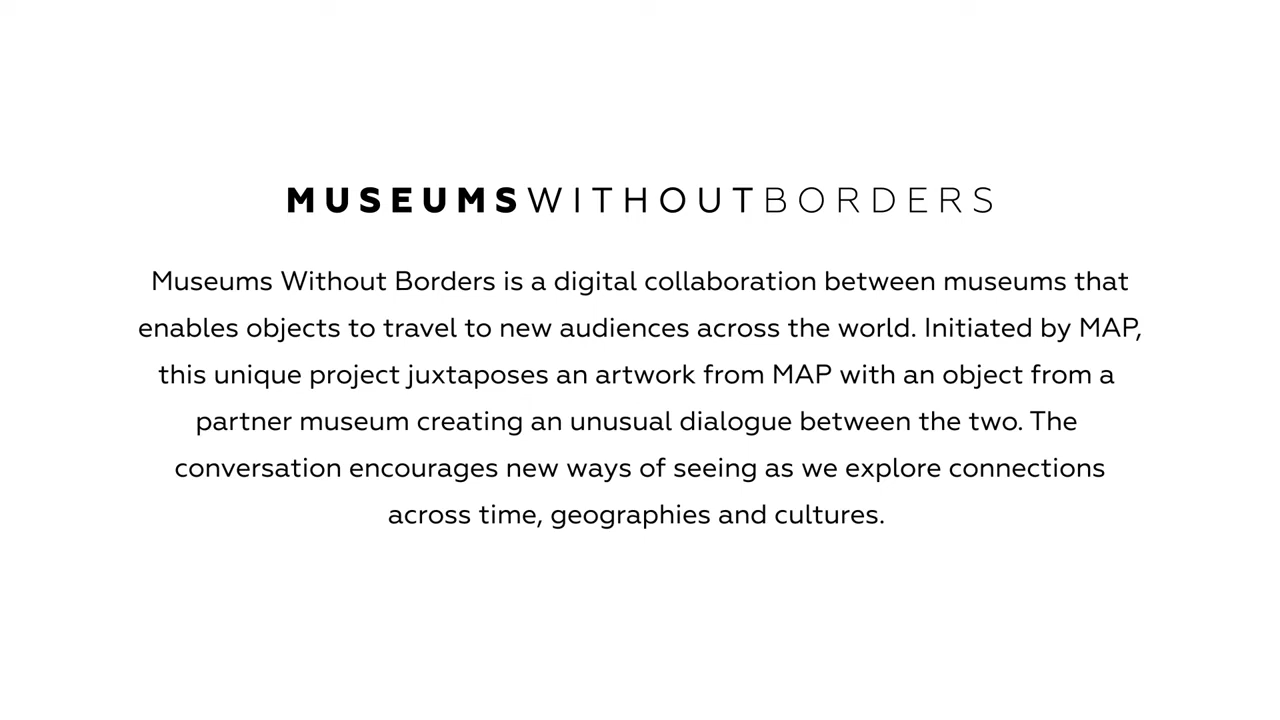 MUSEUMSWITHOUTBORDERS
Museums Without Borders is a digital collaboration between museums that
enables objects to travel to new audiences across the world. Initiated by MAP,
this unique project juxtaposes an artwork from MAP with an object from a
partner museum creating an unusual dialogue between the two. The
conversation encourages new ways of seeing as we explore connections
across time, geographies and cultures.